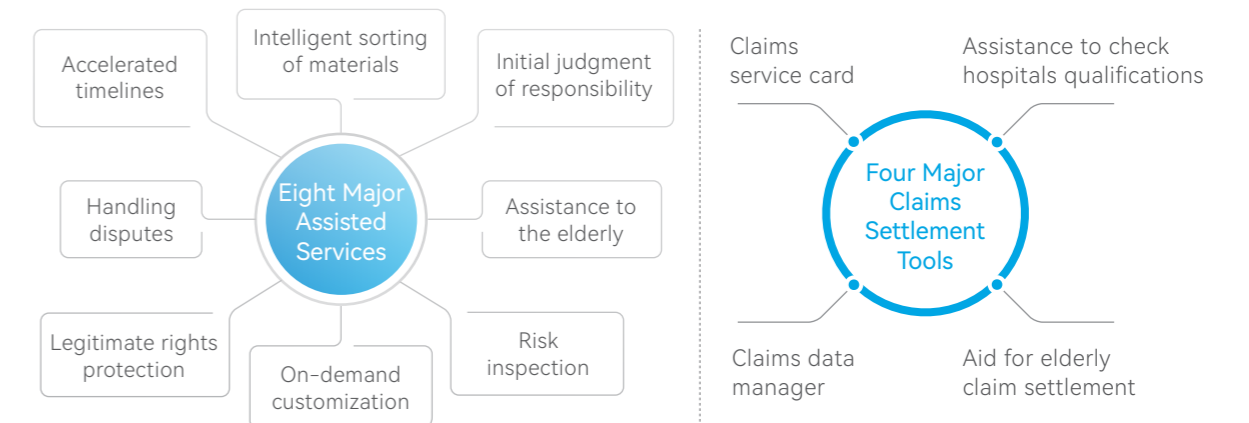 Accelerated
timelines
Intelligent sorting
of materials
Initial judgment
of responsibility
Handling
disputes
Eight Major
Assisted
Services
Assistance to
the elderly
Legitimate rights
protection
On-demand
customization
Risk
inspection
Claims
service card
Assistance to check
hospitals qualifications
Four Major
Claims
Settlement
Tools
Claims data
manager
Aid for elderly
claim settlement